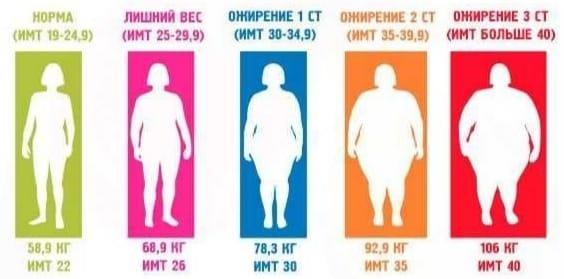 НОРМА
(ИМТ 19-24,9)
ЛИШНИЙ ВЕС
(ИМТ 25-29,9)
ОЖИРЕНИЕ 1 СТ
(ИМТ 30-34,9)
ОЖИРЕНИЕ 2 СТ
(ИМТ 35-39,9)
ОЖИРЕНИЕ 3 СТ
(ИМТ БОЛЬШЕ 40)
58,9 КГ
ИМТ 22
68,9 КГ
ИМТ 26
78,3 КГ
ИМТ 30
92,9 КГ
ИМТ 35
106 КГ
ИМТ 40